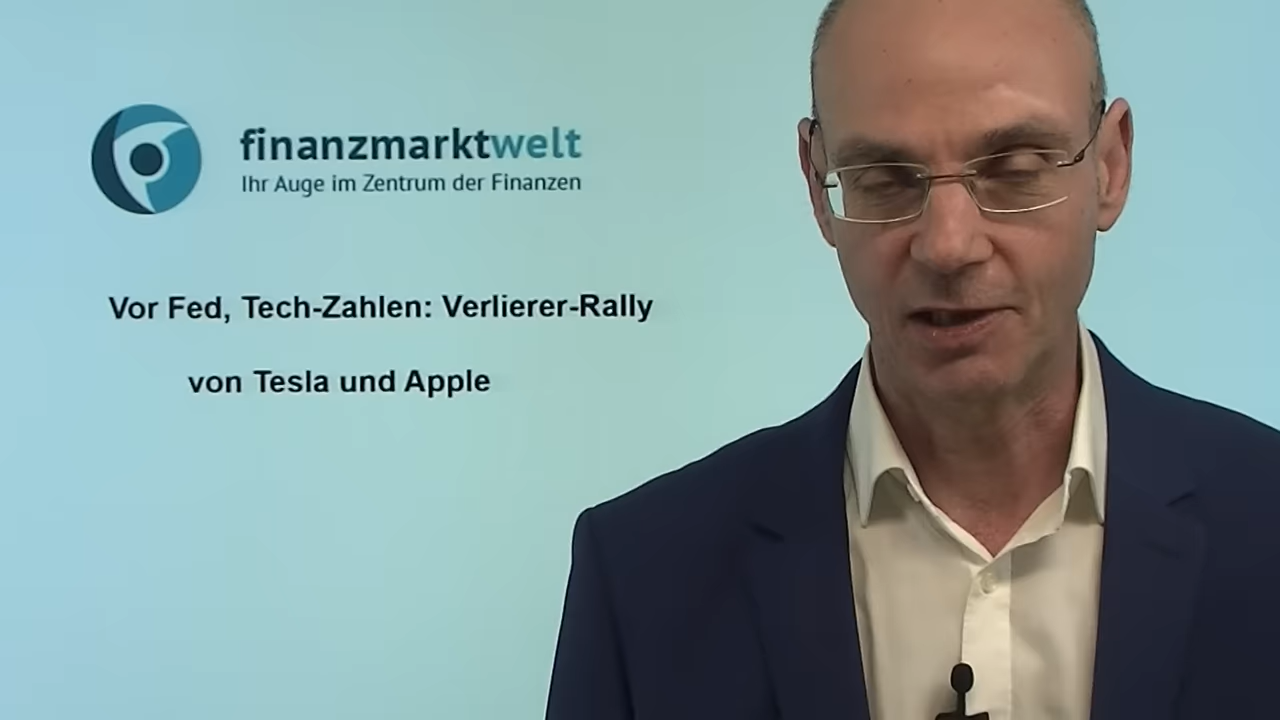 finanzmarktwelt
Ihr Auge im Zentrum der Finanzen
Vor Fed, Tech-Zahlen: Verlierer-Rally
von Tesla und Apple